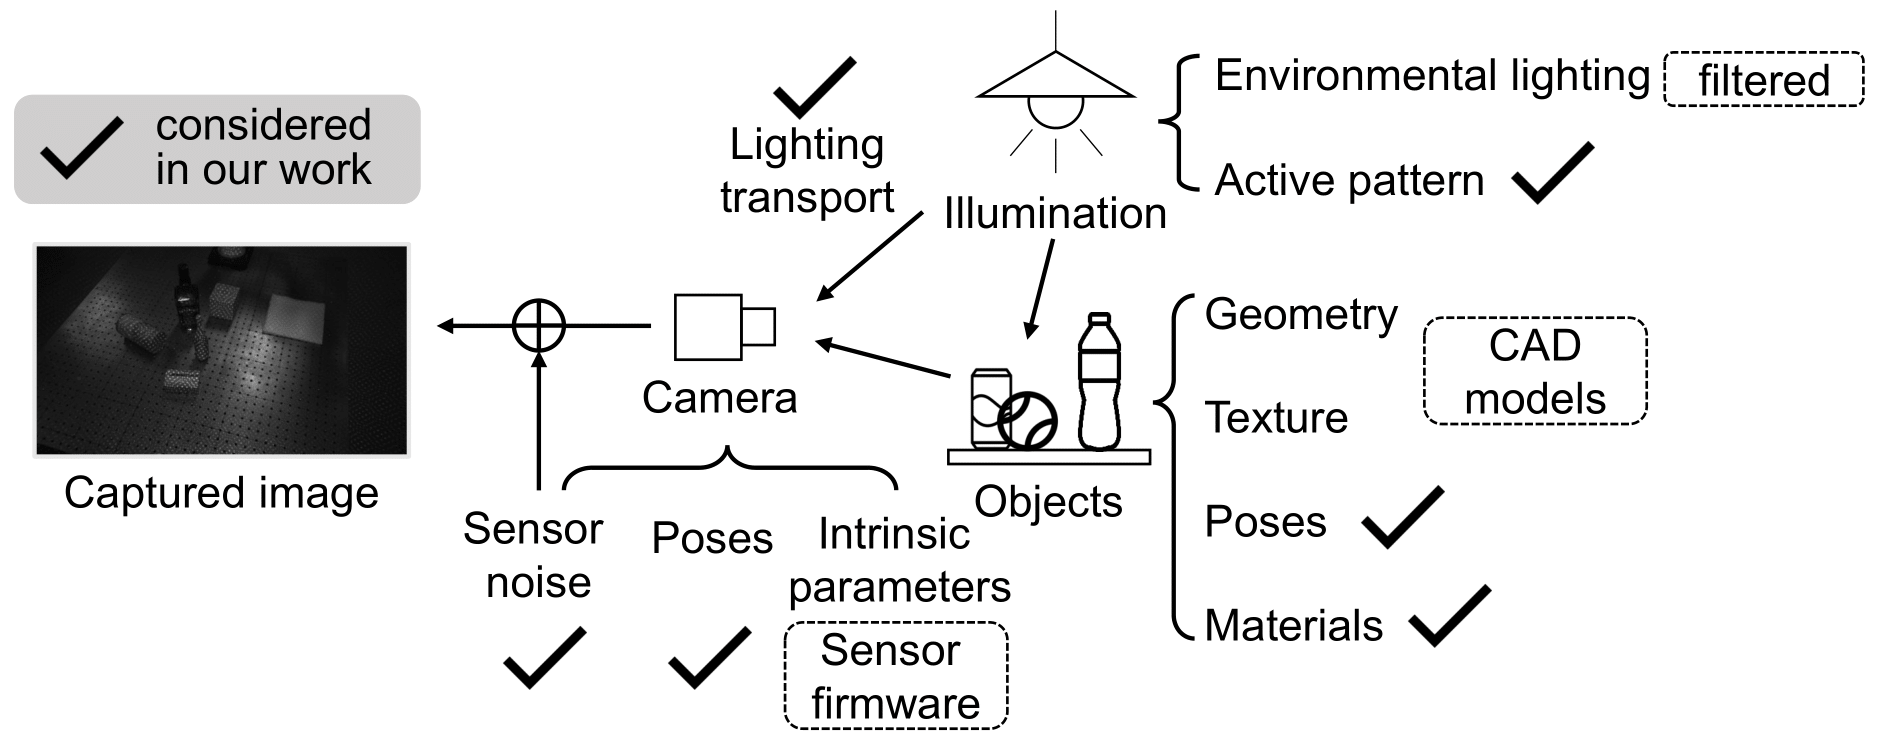 considered
in our work
Lighting
transport
Illumination
Environmental lighting
filtered
Active pattern
Captured image
Camera
Sensor
noise
Poses
Intrinsic
parameters
Sensor
firmware
Objects
Geometry
Texture
CAD
models
Poses
Materials